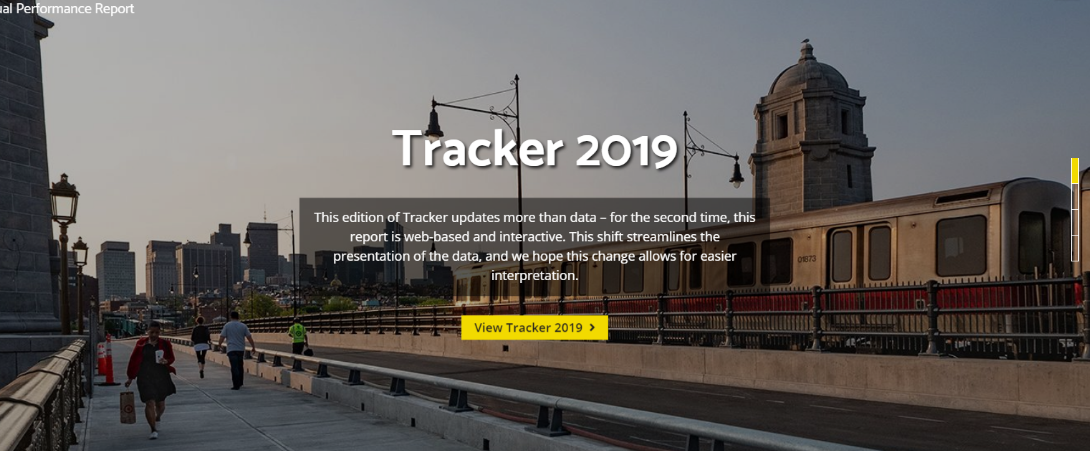 ual Performance Report
Tracker 2019
This edition of Tracker updates more than data – for the second time, this
report is web-based and interactive. This shift streamlines the
presentation of the data, and we hope this change allows for easier
interpretation.
View Tracker 2019
01873